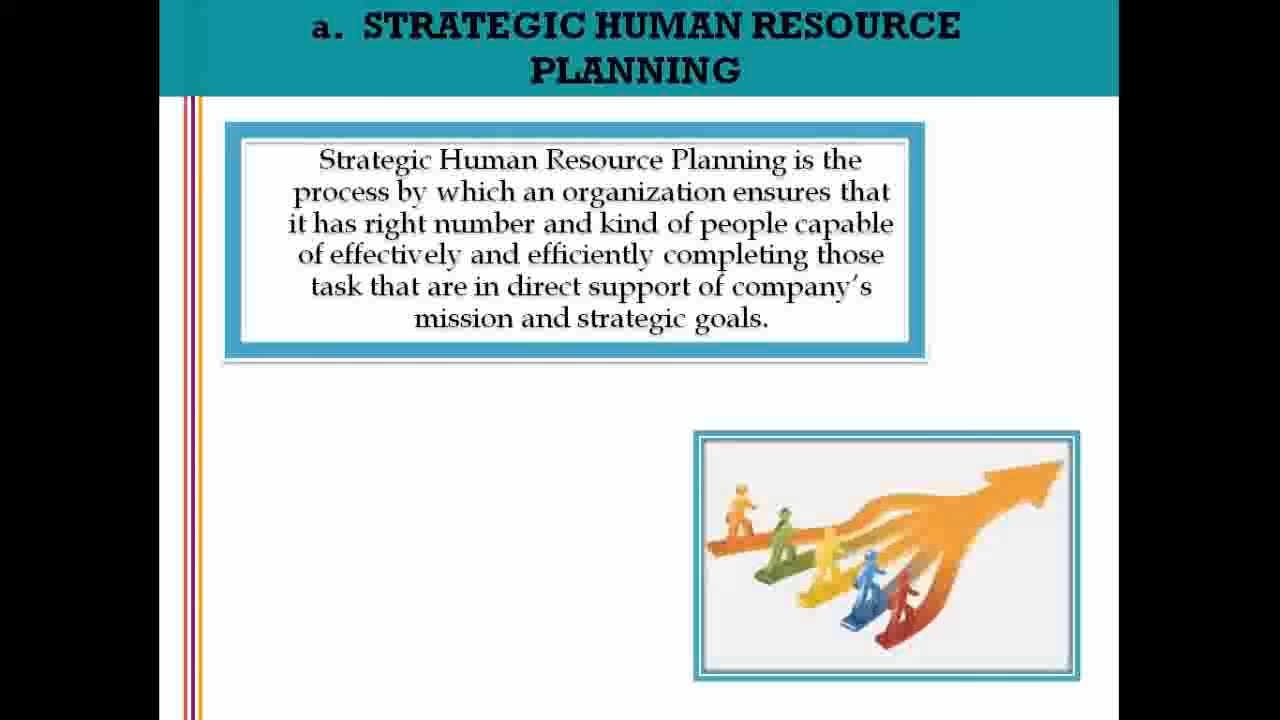 a. STRATEGIC HUMAN RESOURCE
PLANNING
Strategic Human Resource Planning is the
process by which an organization ensures that
it has right number and kind of people capable
of effectively and efficiently completing those
task that are in direct support of company’s
mission and strategic goals.